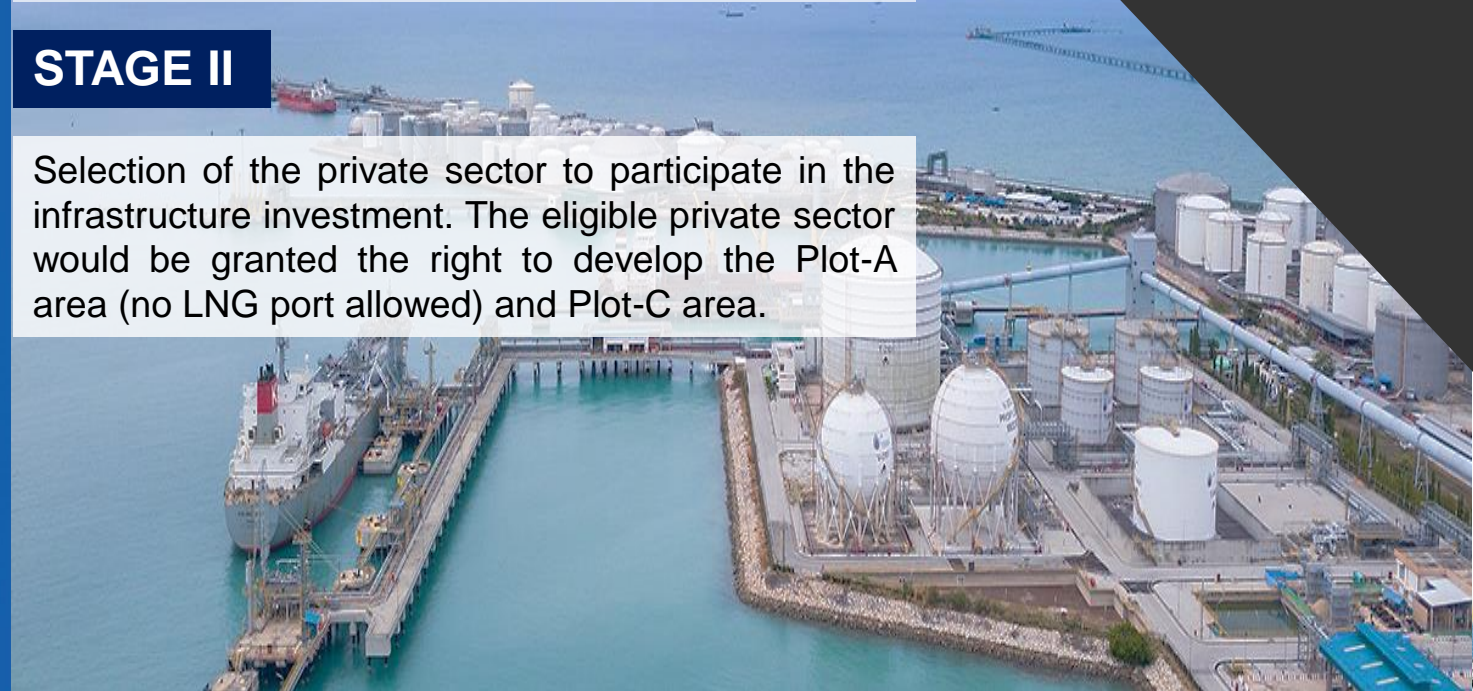 STAGE II
Selection of the private sector to participate in the
infrastructure investment. The eligible private sector
would be granted the right to develop the Plot-A
area (no LNG port allowed) and Plot-C area.